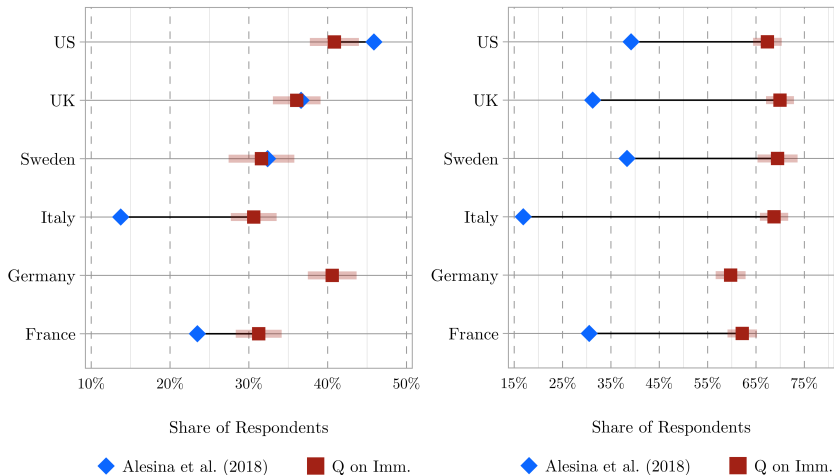 US
UK
Sweden
Italy
Germany
France
10% 20% 30% 40% 50%
Share of Respondents
Alesina et al. (2018) Q on Imm.
US
UK
Sweden
Italy
Germany
France
15% 25% 35% 45% 55% 65% 75%
Share of Respondents
Alesina et al. (2018) Q on Imm.